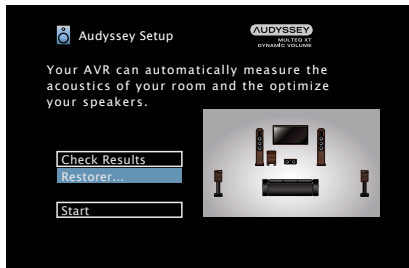 Audyssey Setup
AUDYSSEY
MULTEQ XT
DYNAMIC VOLUME
Your AVR can automatically measure the
acoustics of your room and the optimize
your speakers.
Check Results
Restorer...
Start